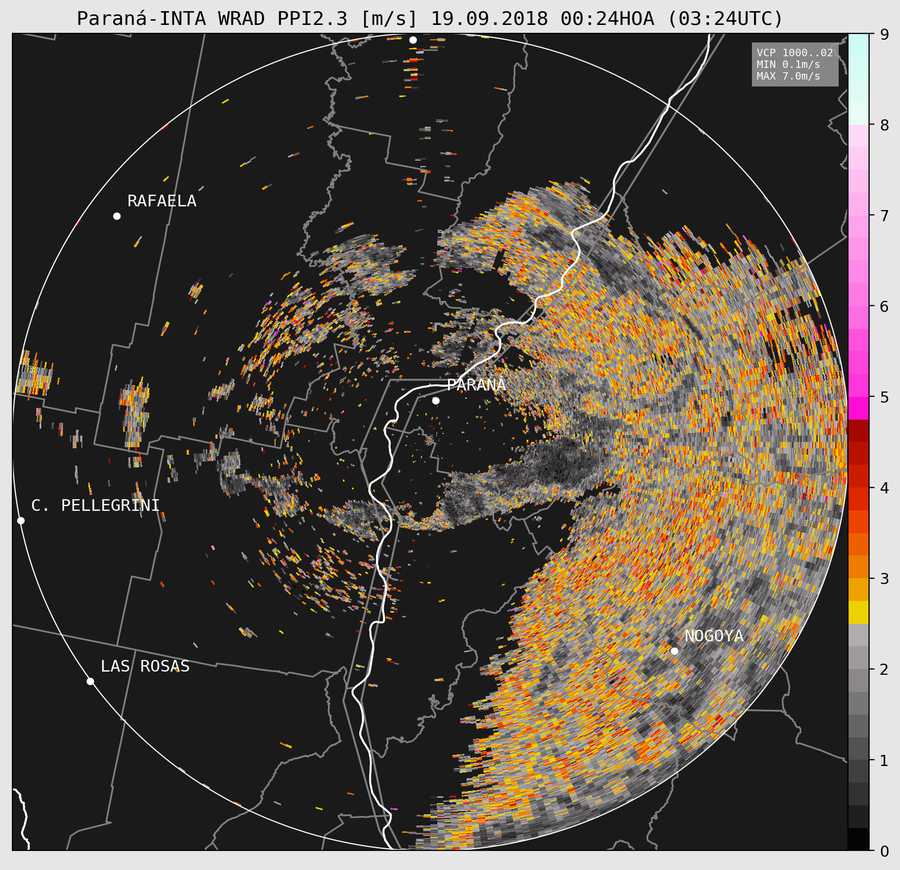 Paraná-INTA WRAD PPI2.3 [m/s] 19.09.2018 00:24HOA (03:24UTC)
VCP 1000..02
MIN 0.1m/s
MAX 7.0m/s
9
8
7
6
5
4
3
2
1
0
RAFAELA
PARANÁ
C. PELLEGRINI
NOGOYA
LAS ROSAS